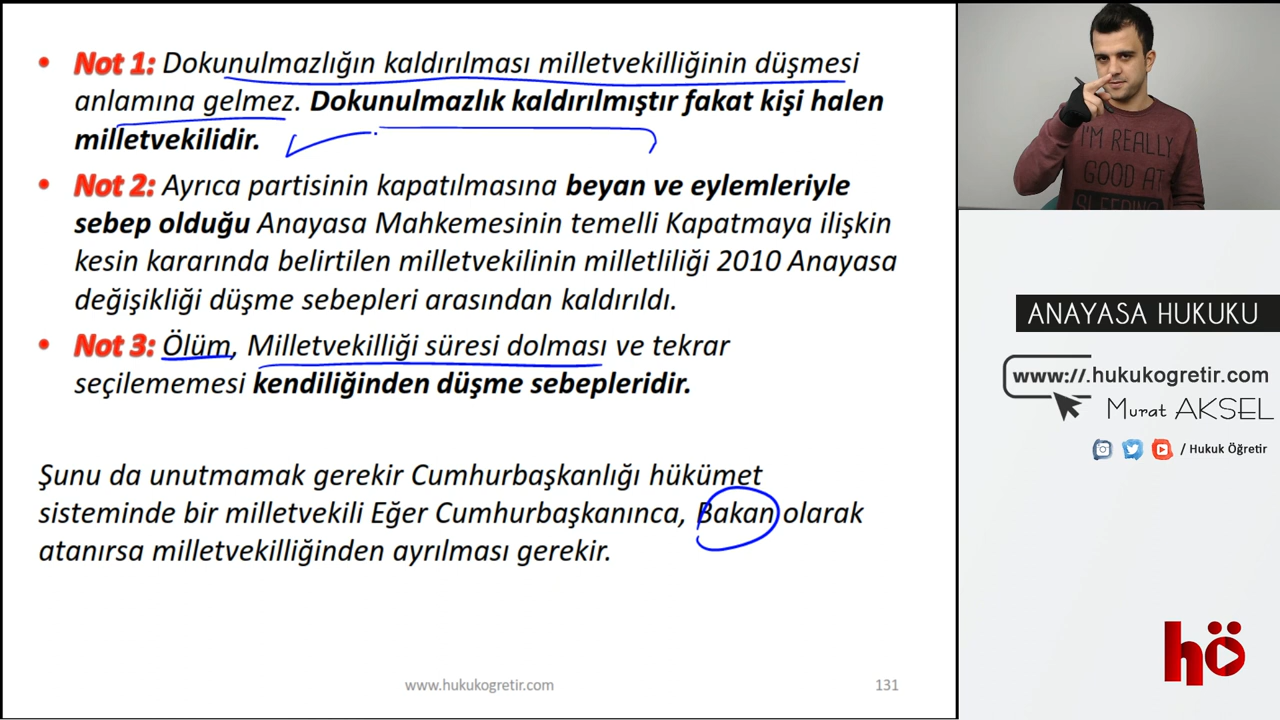 • Not 1: Dokunulmazlığın kaldırılması milletvekilliğinin düşmesi
anlamına gelmez. Dokunulmazlık kaldırılmıştır fakat kişi halen
milletvekilidir.
• Not 2: Ayrıca partisinin kapatılmasına beyan ve eylemleriyle
sebep olduğu Anayasa Mahkemesinin temelli Kapatmaya ilişkin
kesin kararında belirtilen milletvekilinin milletliliği 2010 Anayasa
değişikliği düşme sebepleri arasından kaldırıldı.
• Not 3: Ölüm, Milletvekilliği süresi dolması ve tekrar
seçilememesi kendiliğinden düşme sebepleridir.
Şunu da unutmamak gerekir Cumhurbaşkanlığı hükümet
sisteminde bir milletvekili Eğer Cumhurbaşkanınca, Bakan olarak
atanırsa milletvekilliğinden ayrılması gerekir.
www.hukukogretir.com
131
I'M REALLY
GOOD AT
SLEEPING
ANAYASA HUKUKU
www://.hukukogretir.com
Murat AKSEL
/ Hukuk Öğretir
hö